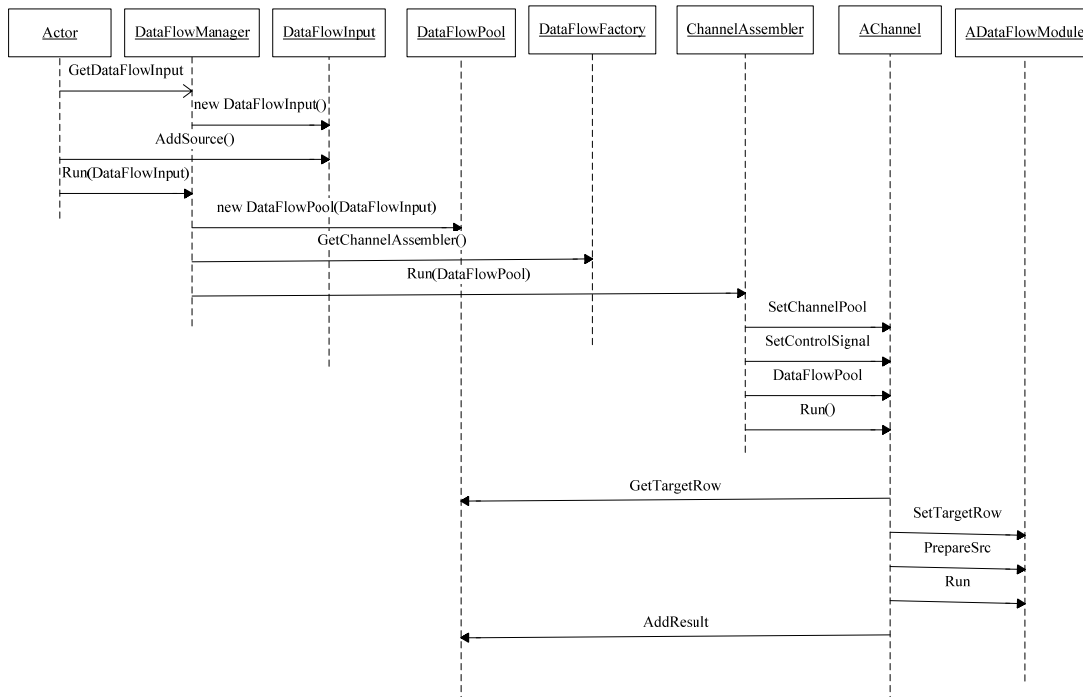 Actor
DataFlowManager
DataFlowInput
DataFlowPool
DataFlowFactory
ChannelAssembler
AChannel
ADataFlowModule
GetDataFlowInput
new DataFlowInput()
AddSource()
Run(DataFlowInput)
new DataFlowPool(DataFlowInput)
GetChannelAssembler()
Run(DataFlowPool)
SetChannelPool
SetControlSignal
DataFlowPool
Run()
GetTargetRow
SetTargetRow
PrepareSrc
Run
AddResult